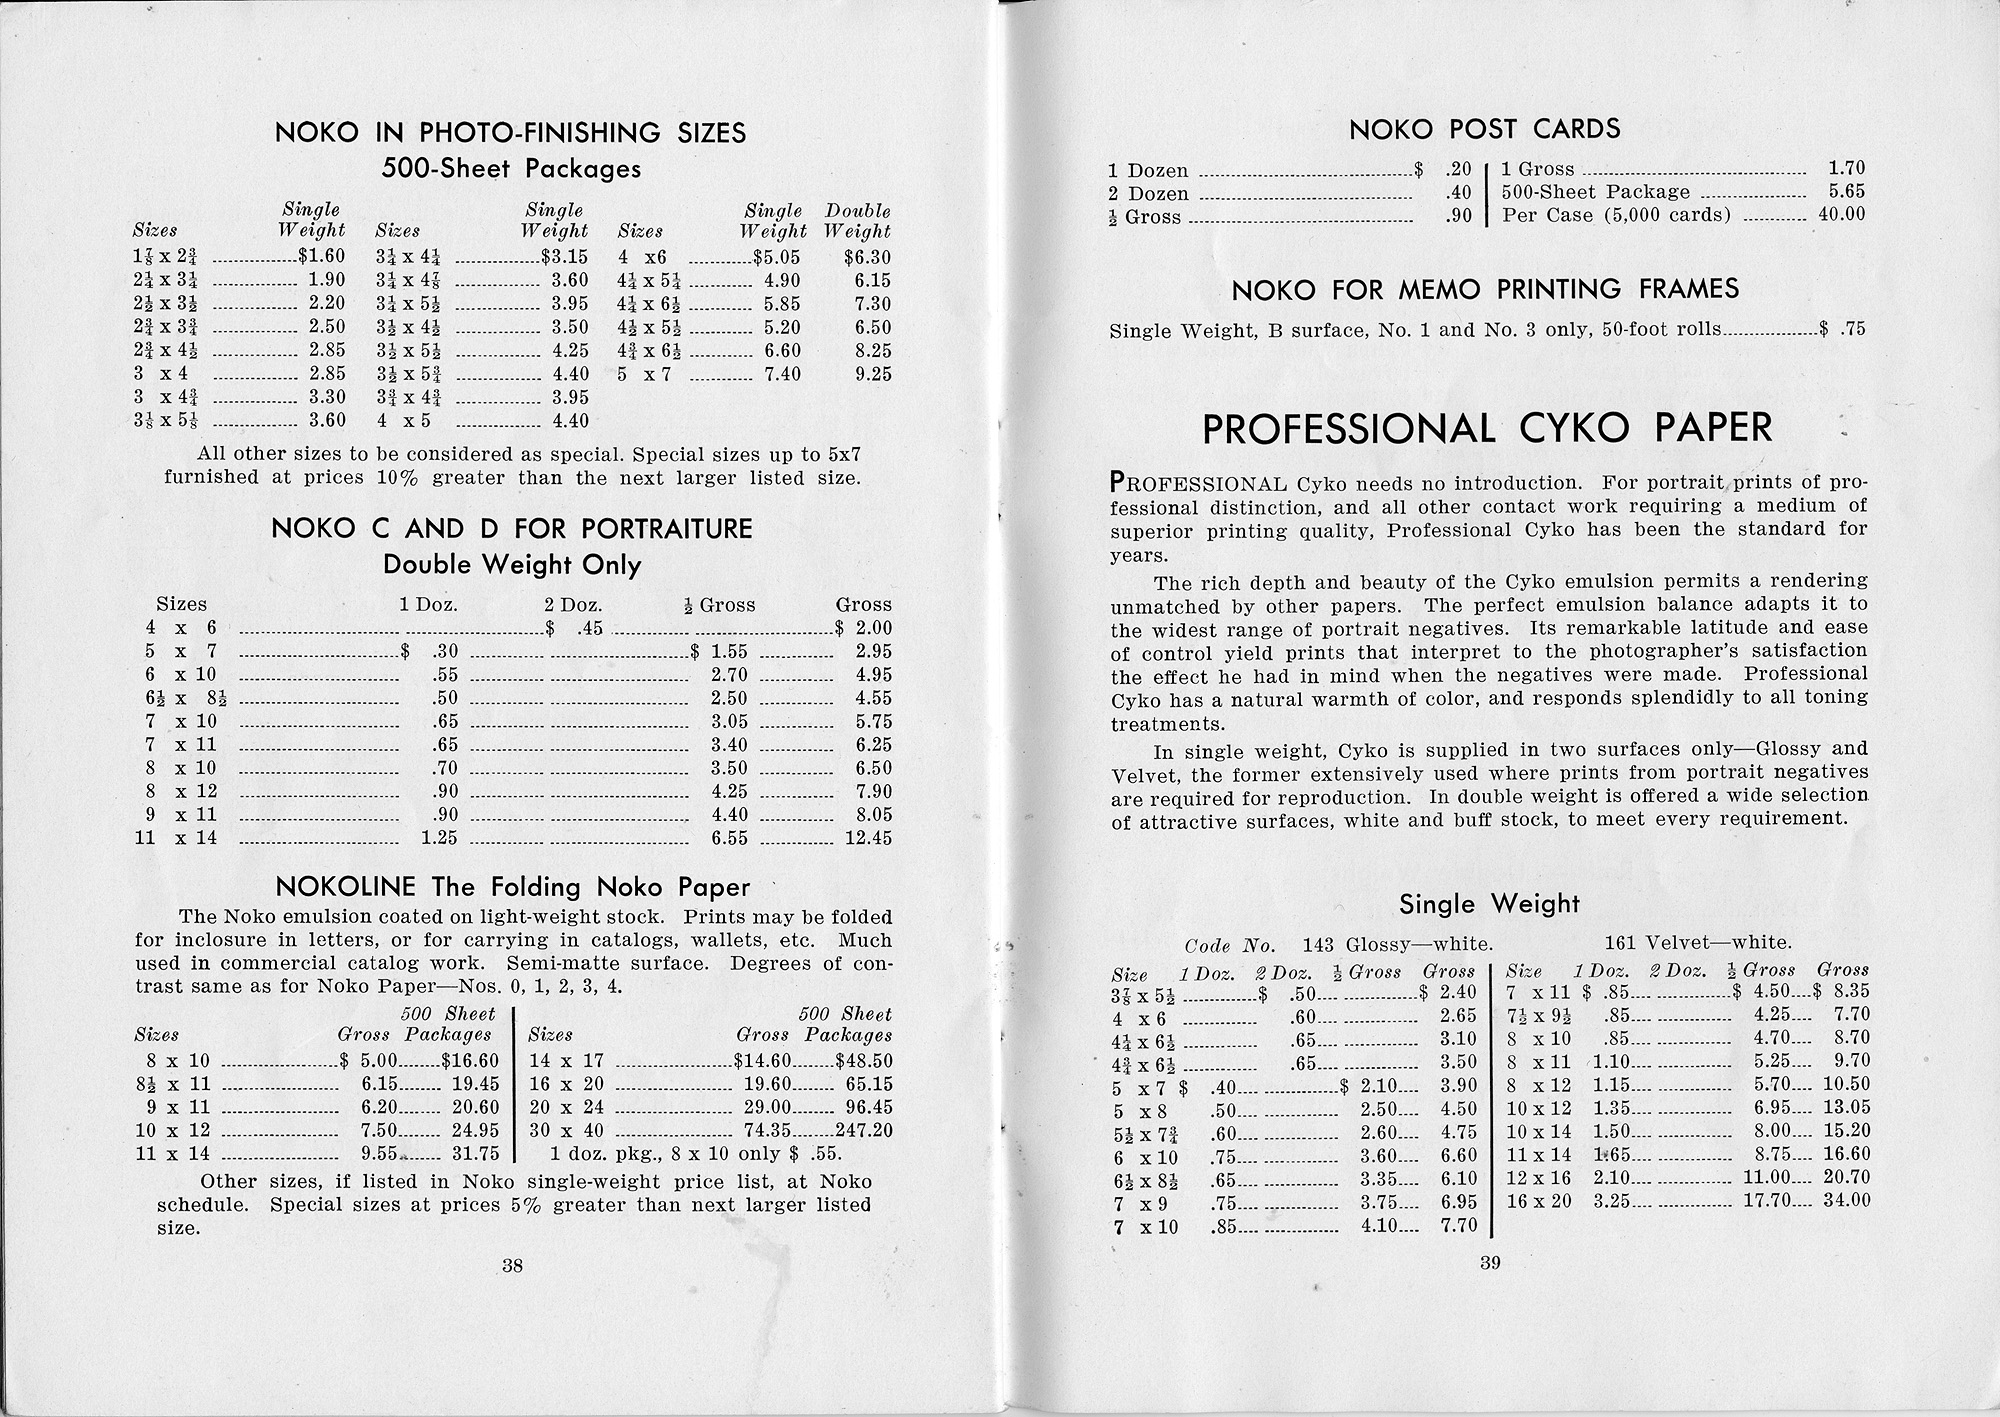 NOKO IN PHOTO-FINISHING SIZES
500-Sheet Packages
Single Single Single Double
Sizes Weight Sizes Weight Sizes Weight Weight
1⅞ x 2¾ ................$1.60 3¼ x 4¼ ................$3.15 4 x6 ............$5.05 $6.30
2¼ x 3¼ ................ 1.90 3¼ x 4⅞ ................ 3.60 4¼ x 5¼ ............ 4.90 6.15
2½ x 3½ ................ 2.20 3¼ x 5½ ................ 3.95 4¼ x 6½ ............ 5.85 7.30
2¾ x 3¾ ................ 2.50 3½ x 4½ ................ 3.50 4½ x 5½ ............ 5.20 6.50
2¾ x 4½ ................ 2.85 3½ x 5½ ................ 4.25 4¾ x 6½ ............ 6.60 8.25
3 x 4 ................ 2.85 3½ x 5¾ ................ 4.40 5 x 7 ............ 7.40 9.25
3 x 4¾ ................ 3.30 3¾ x 4¾ ................ 3.95
3⅛ x 5⅛ ................ 3.60 4 x 5 ................ 4.40
All other sizes to be considered as special. Special sizes up to 5x7
furnished at prices 10% greater than the next larger listed size.
NOKO C AND D FOR PORTRAITURE
Double Weight Only
Sizes 1 Doz. 2 Doz. ½ Gross Gross
4 x 6 ................ ................$ .45 ................ ................$ 2.00
5 x 7 ................$ .30 ................ ................$ 1.55 ............ 2.95
6 x 10 ................ .55 ................ ................ 2.70 ............ 4.95
6½ x 8½ ................ .50 ................ ................ 2.50 ............ 4.55
7 x 10 ................ .65 ................ ................ 3.05 ............ 5.75
7 x 11 ................ .65 ................ ................ 3.40 ............ 6.25
8 x 10 ................ .70 ................ ................ 3.50 ............ 6.50
8 x 12 ................ .90 ................ ................ 4.25 ............ 7.90
9 x 11 ................ .90 ................ ................ 4.40 ............ 8.05
11 x 14 ................ 1.25 ................ ................ 6.55 ............ 12.45
NOKOLINE The Folding Noko Paper
The Noko emulsion coated on light-weight stock. Prints may be folded
for inclosure in letters, or for carrying in catalogs, wallets, etc. Much
used in commercial catalog work. Semi-matte surface. Degrees of con-
trast same as for Noko Paper—Nos. 0, 1, 2, 3, 4.
500 Sheet 500 Sheet
Sizes Gross Packages Sizes Gross Packages
8 x 10 ................$ 5.00........$16.60 14 x 17 ................$14.60........$48.50
8½ x 11 ................ 6.15........ 19.45 16 x 20 ................ 19.60........ 65.15
9 x 11 ................ 6.20........ 20.60 20 x 24 ................ 29.00........ 96.45
10 x 12 ................ 7.50........ 24.95 30 x 40 ................ 74.35........247.20
11 x 14 ................ 9.55........ 31.75 1 doz. pkg., 8 x 10 only $ .55.
Other sizes, if listed in Noko single-weight price list, at Noko
schedule. Special sizes at prices 5% greater than next larger listed
size.
38
NOKO POST CARDS
1 Dozen ................$ .20 1 Gross ................ 1.70
2 Dozen ................ .40 500-Sheet Package ................ 5.65
½ Gross ................ .90 Per Case (5,000 cards) ............ 40.00
NOKO FOR MEMO PRINTING FRAMES
Single Weight, B surface, No. 1 and No. 3 only, 50-foot rolls................$ .75
PROFESSIONAL CYKO PAPER
PROFESSIONAL Cyko needs no introduction. For portrait prints of pro-
fessional distinction, and all other contact work requiring a medium of
superior printing quality, Professional Cyko has been the standard for
years.
The rich depth and beauty of the Cyko emulsion permits a rendering
unmatched by other papers. The perfect emulsion balance adapts it to
the widest range of portrait negatives. Its remarkable latitude and ease
of control yield prints that interpret to the photographer's satisfaction
the effect he had in mind when the negatives were made. Professional
Cyko has a natural warmth of color, and responds splendidly to all toning
treatments.
In single weight, Cyko is supplied in two surfaces only—Glossy and
Velvet, the former extensively used where prints from portrait negatives
are required for reproduction. In double weight is offered a wide selection
of attractive surfaces, white and buff stock, to meet every requirement.
Single Weight
Code No. 143 Glossy—white. 161 Velvet—white.
Size 1 Doz. 2 Doz. ½ Gross Gross Size 1 Doz. 2 Doz. ½ Gross Gross
3⅞ x 5½ ..............$ .50.... ..............$ 2.40 7 x 11 $ .85.... ..............$ 4.50....$ 8.35
4 x 6 .............. .60.... .............. 2.65 7½ x 9½ .85.... .............. 4.25.... 7.70
4¼ x 6½ .............. .65.... .............. 3.10 8 x 10 .85.... .............. 4.70.... 8.70
4¾ x 6½ .............. .65.... .............. 3.50 8 x 11 1.10.... .............. 5.25.... 9.70
5 x 7 $ .40.... ..............$ 2.10.... 3.90 8 x 12 1.15.... .............. 5.70.... 10.50
5 x 8 .50.... .............. 2.50.... 4.50 10 x 12 1.35.... .............. 6.95.... 13.05
5½ x 7¾ .60.... .............. 2.60.... 4.75 10 x 14 1.50.... .............. 8.00.... 15.20
6 x 10 .75.... .............. 3.60.... 6.60 11 x 14 1.65.... .............. 8.75.... 16.60
6½ x 8½ .65.... .............. 3.35.... 6.10 12 x 16 2.10.... .............. 11.00.... 20.70
7 x 9 .75.... .............. 3.75.... 6.95 16 x 20 3.25.... .............. 17.70.... 34.00
7 x 10 .85.... .............. 4.10.... 7.70
39